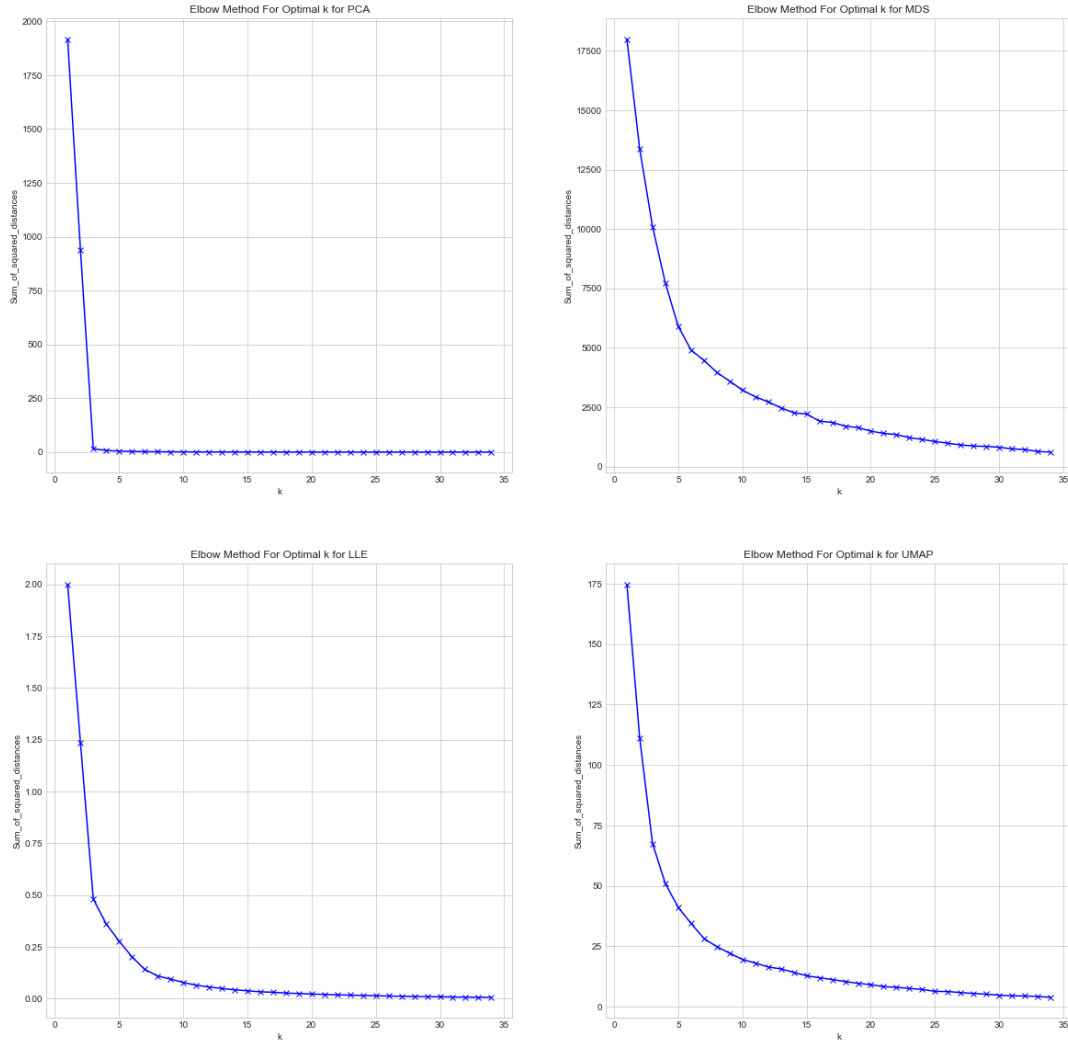 Elbow Method For Optimal k for PCA
2000
1750
1500
1250
1000
750
500
250
0
Sum_of_squared_distances
0 5 10 15 20 25 30 35
k
Elbow Method For Optimal k for MDS
17500
15000
12500
10000
7500
5000
2500
0
Sum_of_squared_distances
0 5 10 15 20 25 30 35
k
Elbow Method For Optimal k for LLE
2.00
1.75
1.50
1.25
1.00
0.75
0.50
0.25
0.00
Sum_of_squared_distances
0 5 10 15 20 25 30 35
k
Elbow Method For Optimal k for UMAP
175
150
125
100
75
50
25
0
Sum_of_squared_distances
0 5 10 15 20 25 30 35
k